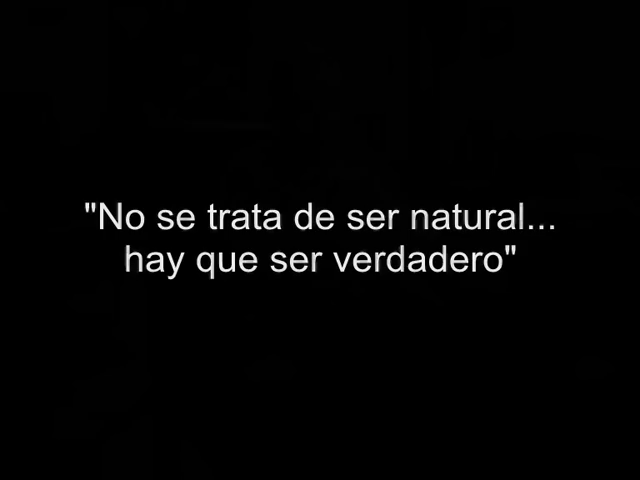 "No se trata de ser natural...
hay que ser verdadero"